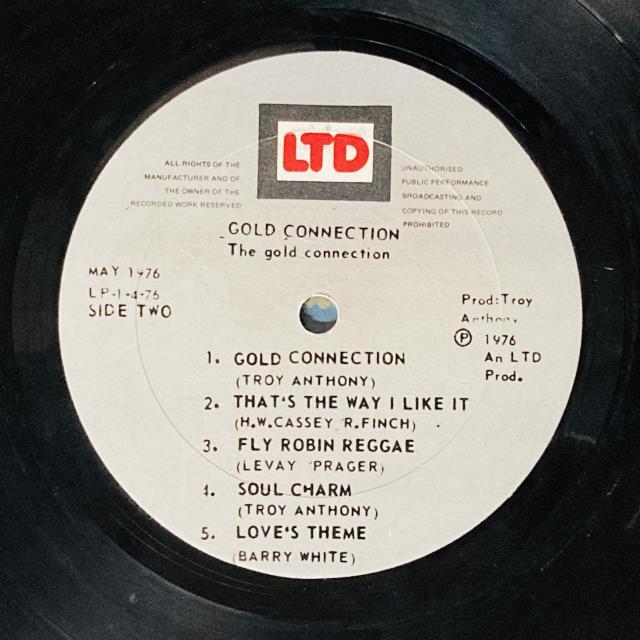 LTD
ALL RIGHTS OF THE
MANUFACTURER AND OF
THE OWNER OF THE
RECORDED WORK RESERVED
UNAUTHORISED
PUBLIC PERFORMANCE
BROADCASTING AND
COPYING OF THIS RECORD
PROHIBITED
GOLD CONNECTION
The gold connection
MAY 1976
LP-1-4-76
SIDE TWO
Prod: Troy
Anthony
℗ 1976
An LTD
Prod.
1. GOLD CONNECTION
(TROY ANTHONY)
2. THAT'S THE WAY I LIKE IT
(H.W.CASSEY R.FINCH)
3. FLY ROBIN REGGAE
(LEVAY PRAGER)
4. SOUL CHARM
(TROY ANTHONY)
5. LOVE'S THEME
(BARRY WHITE)